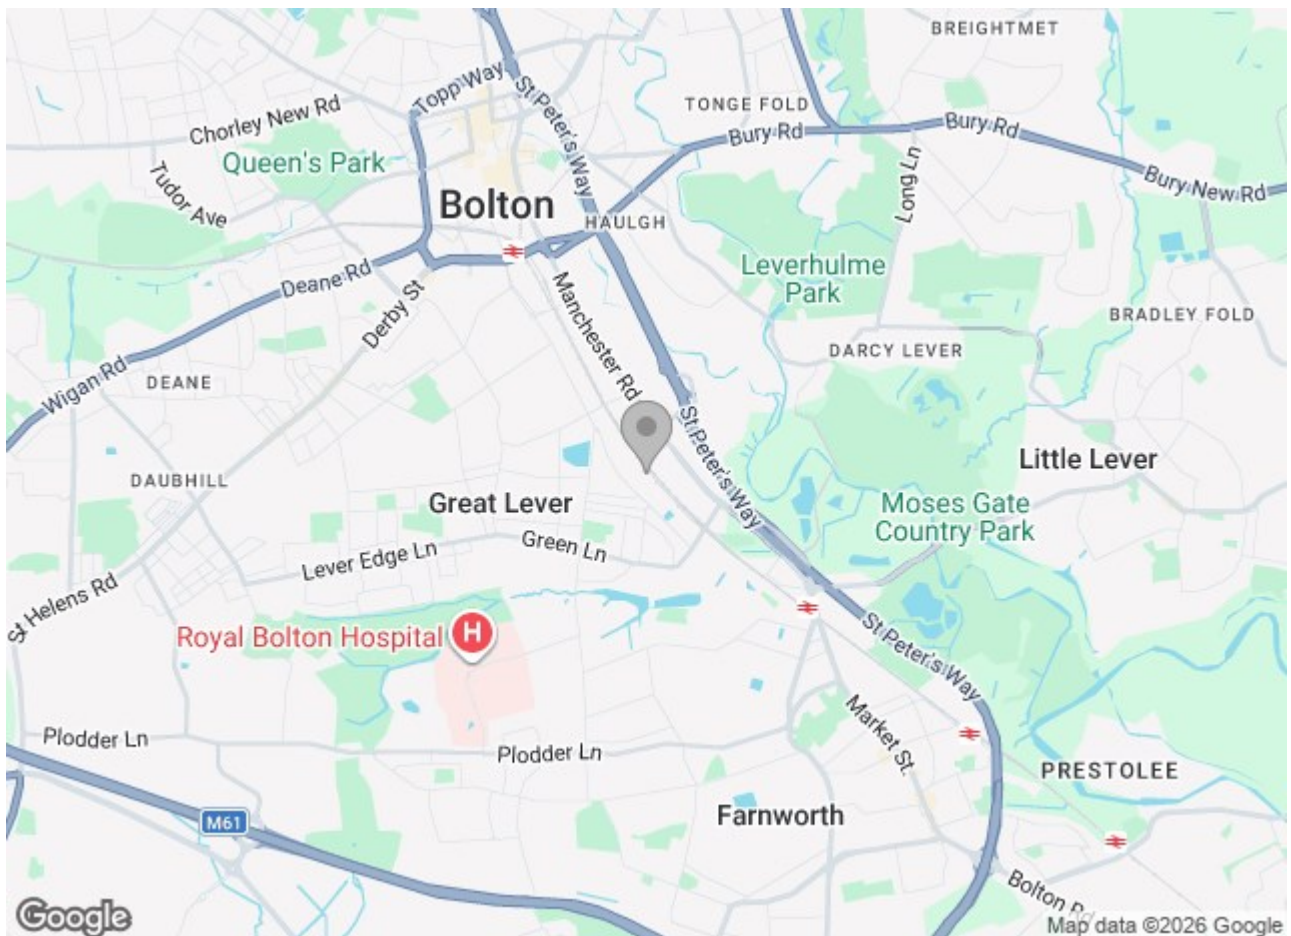 BREIGHTMET
Topp Way
St Peter's Way
TONGE FOLD
Chorley New Rd
Bury Rd
Bury Rd
Queen's Park
Long Ln
Bury New Rd
Tudor Ave
Bolton
HAULGH
Leverhulme
Park
Deane Rd
Manchester Rd
Derby St
BRADLEY FOLD
DARCY LEVER
Wigan Rd
DEANE
St Peter's Way
Little Lever
DAUBHILL
Great Lever
Moses Gate
Country Park
Green Ln
Lever Edge Ln
St Helens Rd
Royal Bolton Hospital
H
St Peter's Way
Market St.
Plodder Ln
Plodder Ln
PRESTOLEE
M61
Farnworth
Bolton Rd
Google
Map data ©2026 Google